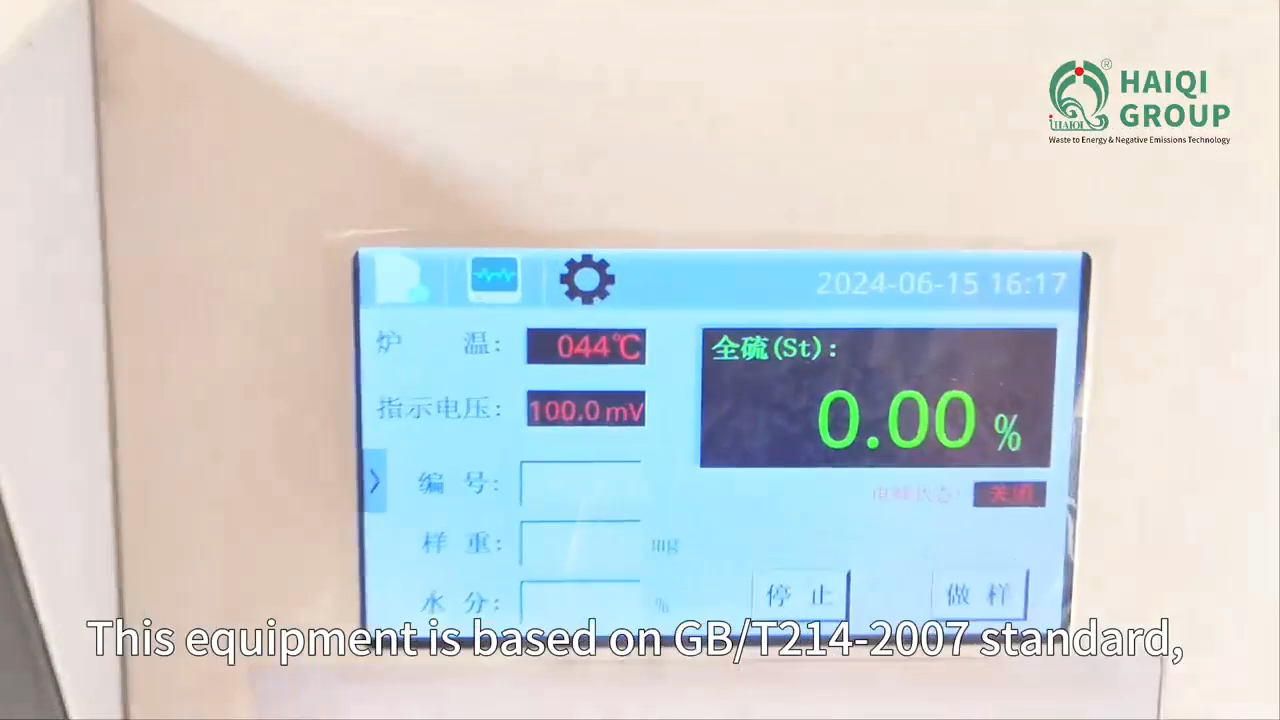 HAIQI
GROUP
®
iHAIQI
Waste to Energy & Negative Emissions Technology
2024-06-15 16:17
炉 温: 044℃
指示电压: 100.0mV
全硫(St):
0.00 %
编 号:
样 重: mg
水 分: %
停 止
做 样
This equipment is based on GB/T214-2007 standard,